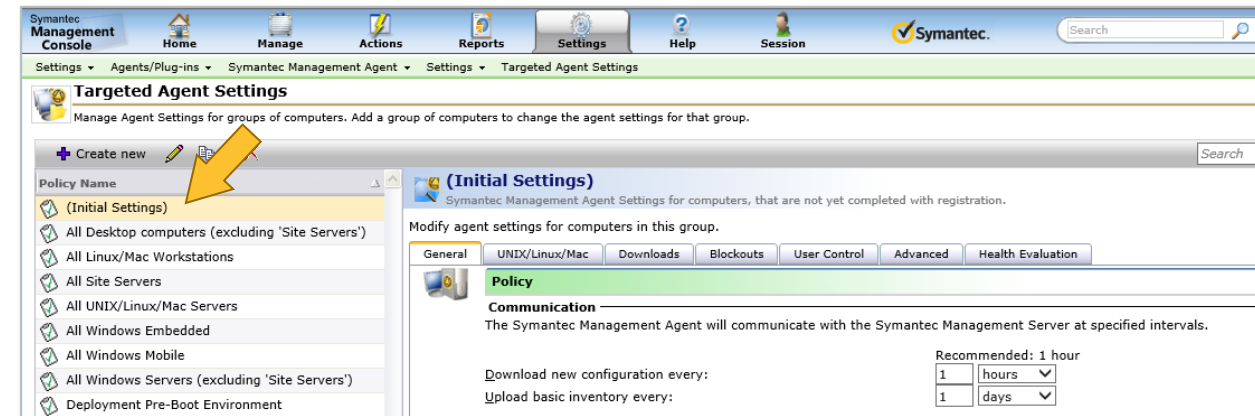 Symantec
Management
Console
Home
Manage
Actions
Reports
Settings
Help
Session
Symantec.
Search
Settings Agents/Plug-ins Symantec Management Agent Settings Targeted Agent Settings
Targeted Agent Settings
Manage Agent Settings for groups of computers. Add a group of computers to change the agent settings for that group.
Create new
Search
Policy Name
(Initial Settings)
All Desktop computers (excluding 'Site Servers')
All Linux/Mac Workstations
All Site Servers
All UNIX/Linux/Mac Servers
All Windows Embedded
All Windows Mobile
All Windows Servers (excluding 'Site Servers')
Deployment Pre-Boot Environment
(Initial Settings)
Symantec Management Agent Settings for computers, that are not yet completed with registration.
Modify agent settings for computers in this group.
General UNIX/Linux/Mac Downloads Blockouts User Control Advanced Health Evaluation
Policy
Communication
The Symantec Management Agent will communicate with the Symantec Management Server at specified intervals.
Recommended: 1 hour
Download new configuration every: 1 hours
Upload basic inventory every: 1 days